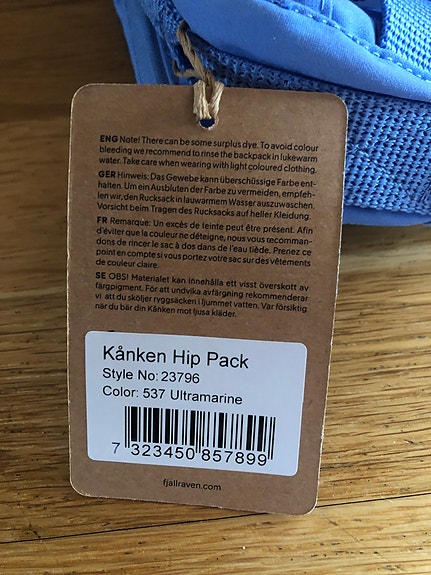 ENG Note! There can be some surplus dye. To avoid colour
bleeding we recommend to rinse the backpack in lukewarm
water. Take care when wearing with light coloured clothing.
GER Hinweis: Das Gewebe kann überschüssige Farbe ent-
halten. Um ein Ausbluten der Farbe zu vermeiden, empfeh-
len wir, den Rucksack in lauwarmem Wasser auszuwaschen.
Vorsicht beim Tragen des Rucksacks auf heller Kleidung.
FR Remarque: Un excès de teinte peut être présent. Afin
d'éviter que la couleur ne déteigne, nous vous recomman-
dons de rincer le sac à dos dans de l'eau tiède. Prenez ce
point en compte si vous portez votre sac sur des vêtements
de couleur claire.
SE OBS! Materialet kan innehålla ett visst överskott av
färgpigment. För att undvika avfärgning rekommenderar
vi att du sköljer ryggsäcken i ljummet vatten. Var försiktig
när du bär din Kånken mot ljusa kläder.
Kånken Hip Pack
Style No: 23796
Color: 537 Ultramarine
7 323450 857899
fjallraven.com